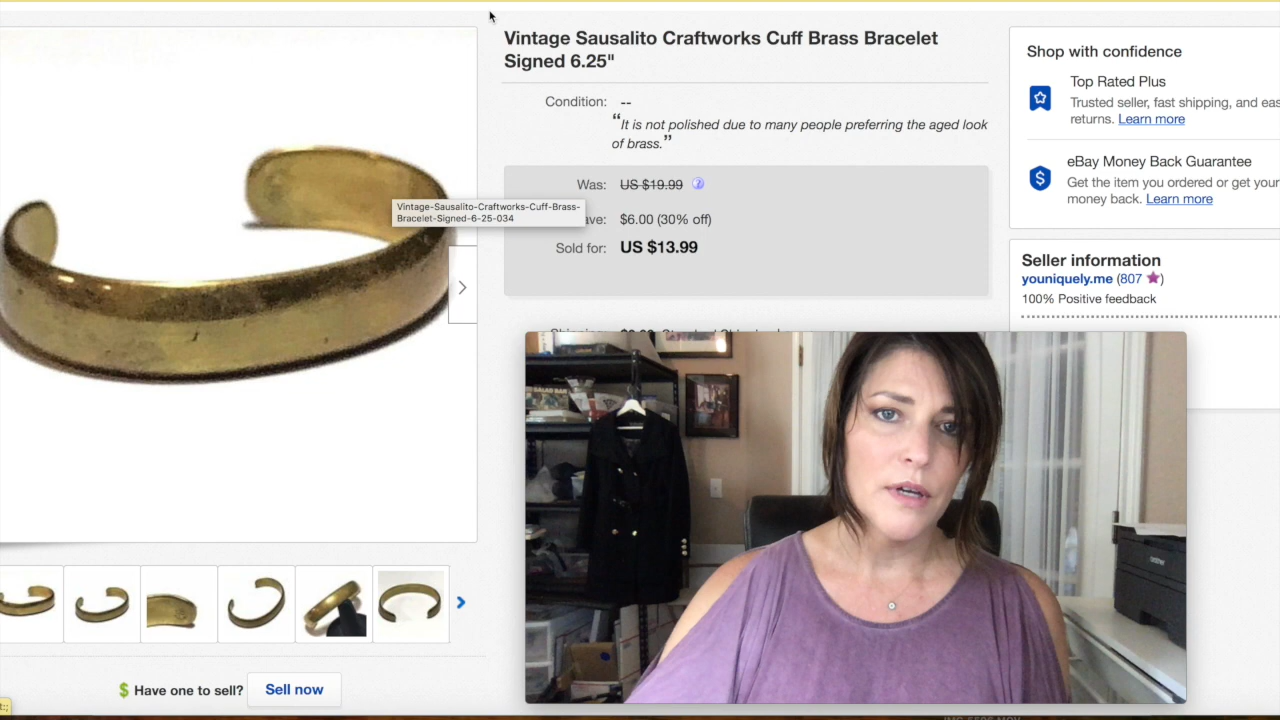 Vintage Sausalito Craftworks Cuff Brass Bracelet
Signed 6.25"
Condition: --
“It is not polished due to many people preferring the aged look
of brass.”
Was: US $19.99
ave: $6.00 (30% off)
Sold for: US $13.99
Vintage-Sausalito-Craftworks-Cuff-Brass-
Bracelet-Signed-6-25-034
Shop with confidence
Top Rated Plus
Trusted seller, fast shipping, and eas
returns. Learn more
eBay Money Back Guarantee
Get the item you ordered or get your
money back. Learn more
Seller information
youniquely.me (807 )
100% Positive feedback
SALAD BAR
brother
$ Have one to sell? Sell now